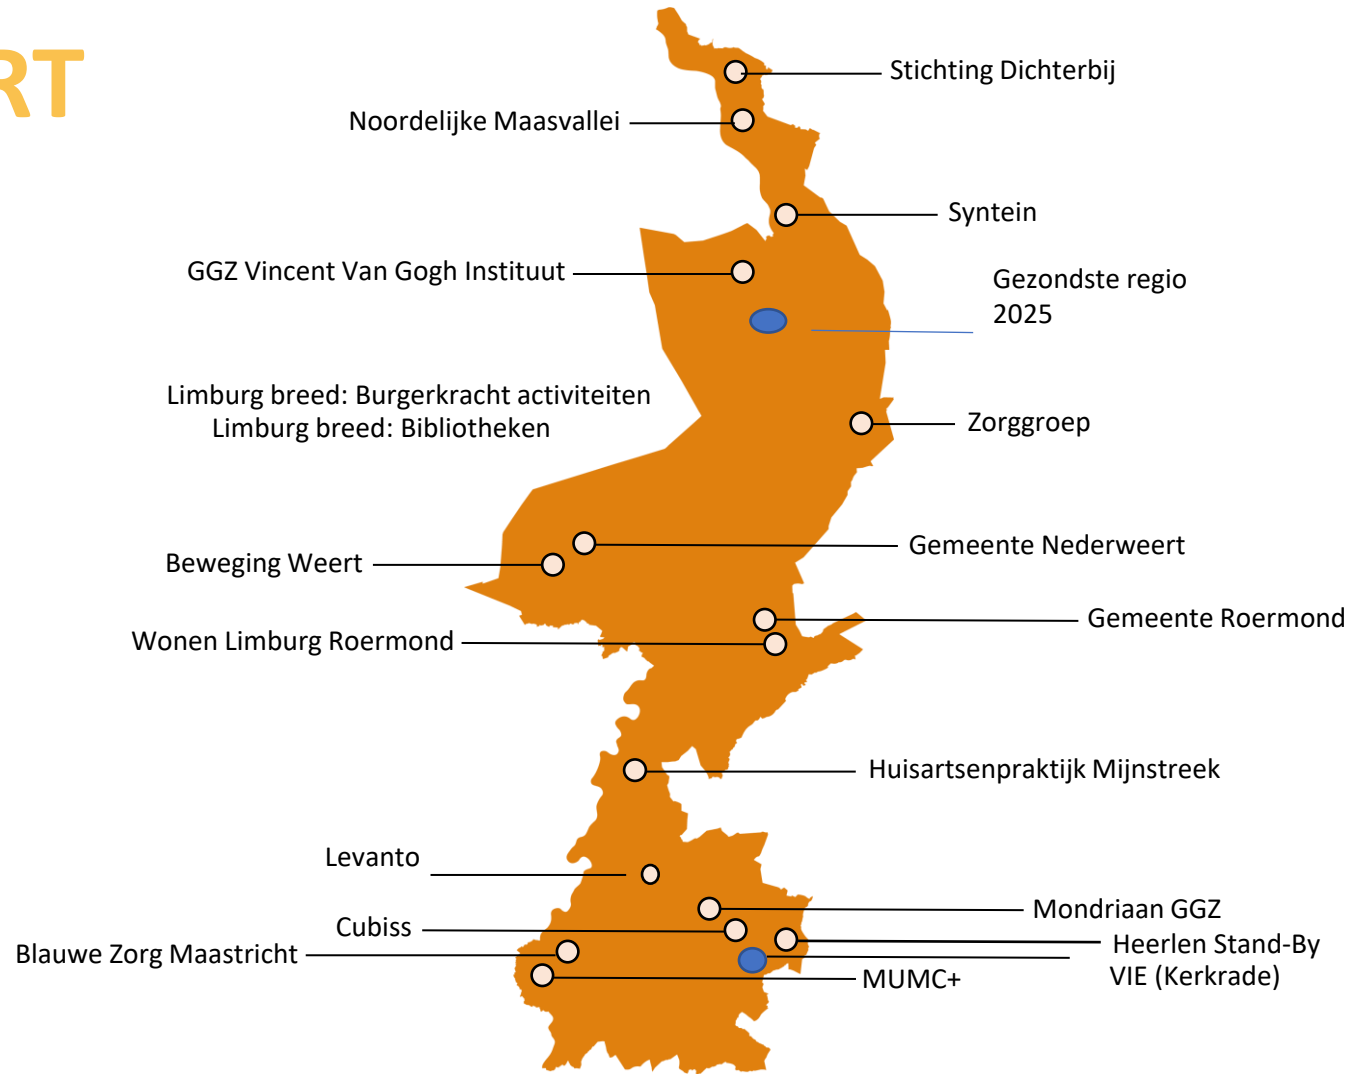 RT
Stichting Dichterbij
Noordelijke Maasvallei
Syntein
GGZ Vincent Van Gogh Instituut
Gezondste regio
2025
Limburg breed: Burgerkracht activiteiten
Limburg breed: Bibliotheken
Zorggroep
Gemeente Nederweert
Beweging Weert
Gemeente Roermond
Wonen Limburg Roermond
Huisartsenpraktijk Mijnstreek
Levanto
Mondriaan GGZ
Cubiss
Heerlen Stand-By
Blauwe Zorg Maastricht
VIE (Kerkrade)
MUMC+